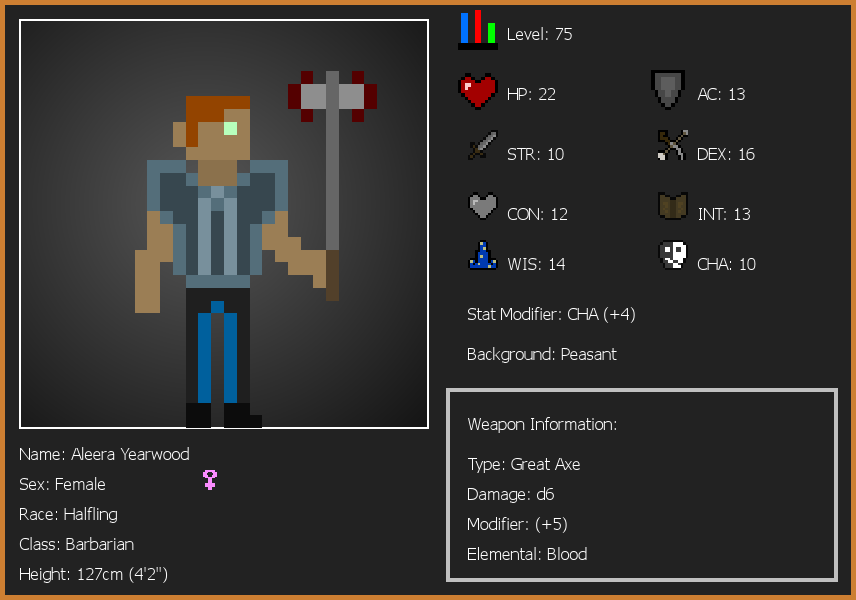 Level: 75
HP: 22
AC: 13
STR: 10
DEX: 16
CON: 12
INT: 13
WIS: 14
CHA: 10
Stat Modifier: CHA (+4)
Background: Peasant
Weapon Information:
Type: Great Axe
Damage: d6
Modifier: (+5)
Elemental: Blood
Name: Aleera Yearwood
Sex: Female
Race: Halfling
Class: Barbarian
Height: 127cm (4'2")